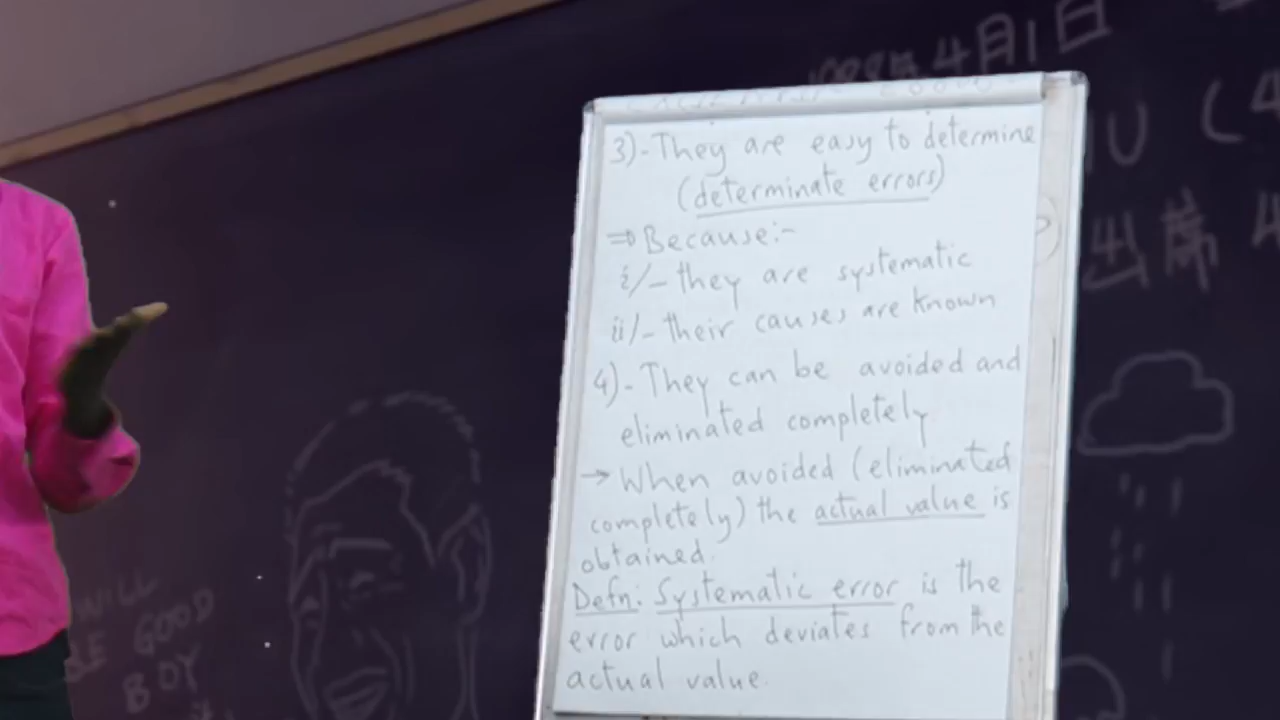 3)-They are easy to determine
(determinate errors)
⇒ Because:-
i/- they are systematic
ii/- their causes are known
4)-They can be avoided and
eliminated completely
→ When avoided (eliminated
completely) the actual value is
obtained.
Defn: Systematic error is the
error which deviates from the
actual value.
4月1日
U (4
出席 4
WILL
BE GOOD
BOY